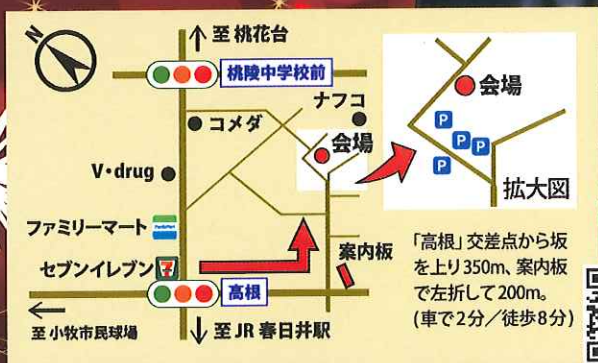 N
至 桃花台
桃陵中学校前
ナフコ
コメダ
会場
V・drug
ファミリーマート
FamilyMart
セブンイレブン
7
案内板
高根
至 小牧市民球場
至 JR 春日井駅
会場
P
P
P
P
拡大図
「高根」交差点から坂
を上り350m、案内板
で左折して200m。
(車で2分/徒歩8分)